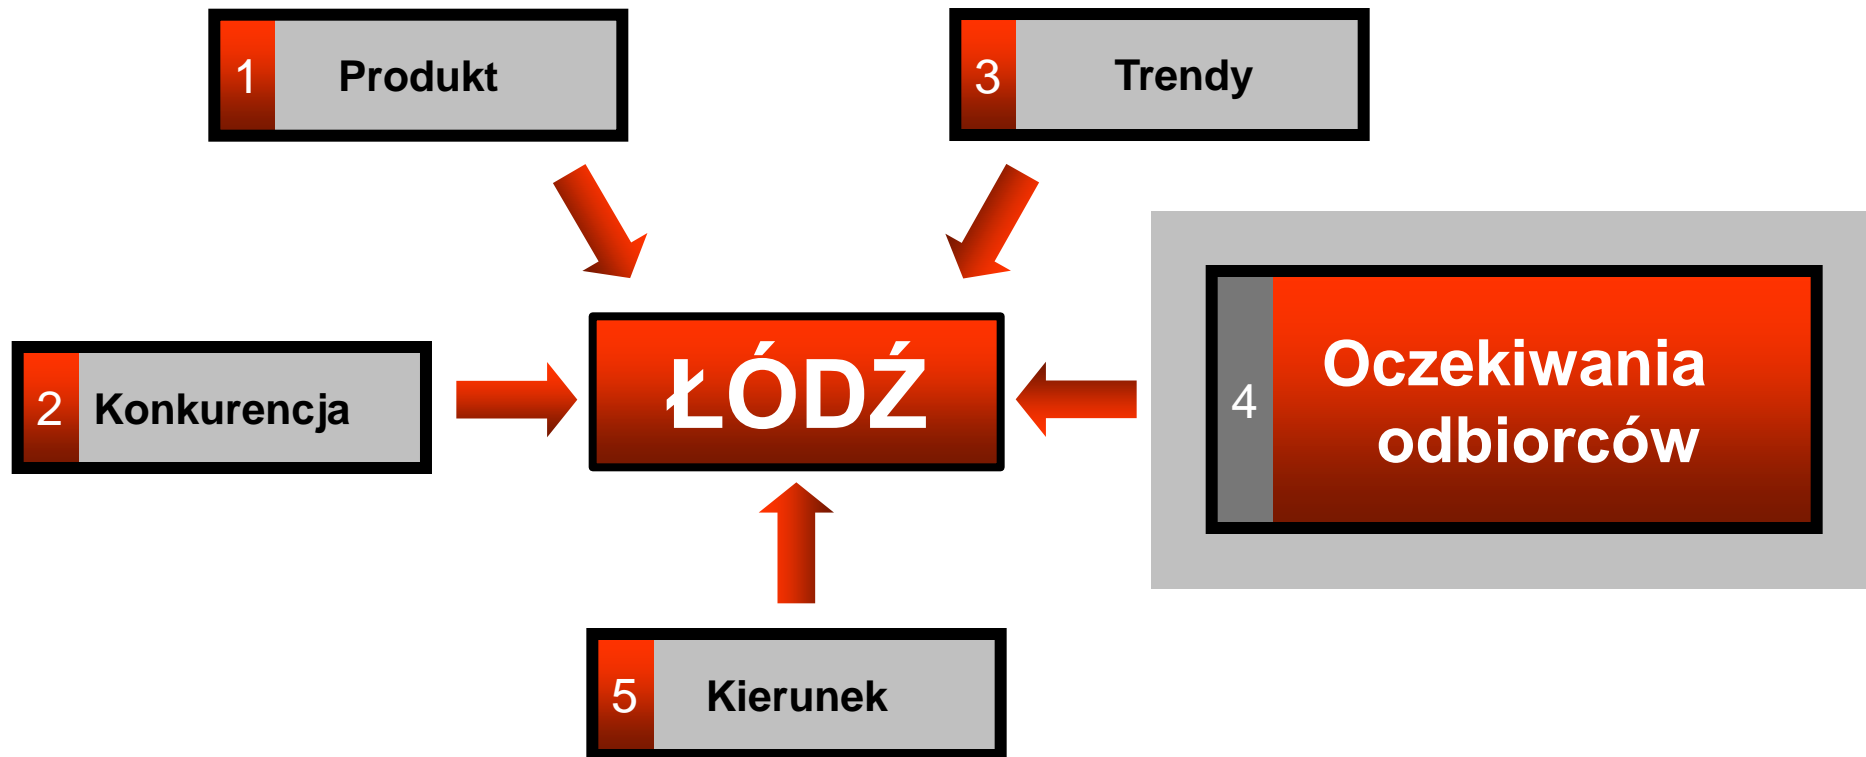 1 Produkt
3 Trendy
2 Konkurencja
ŁÓDŹ
4 Oczekiwania
odbiorców
5 Kierunek